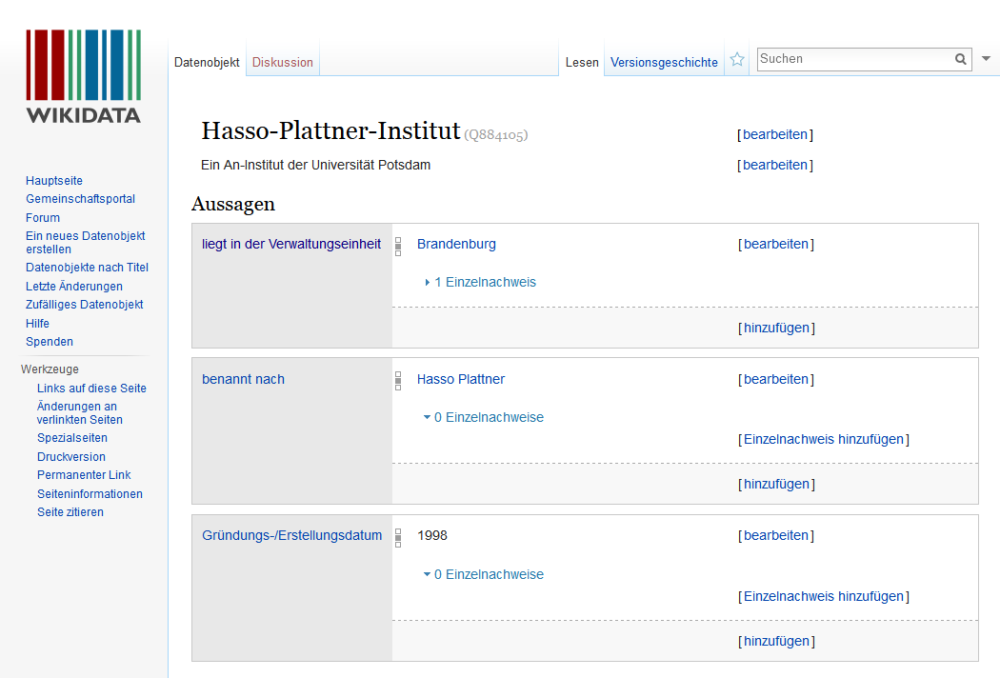 WIKIDATA
Datenobjekt Diskussion Lesen Versionsgeschichte Suchen
Hasso-Plattner-Institut (Q884105) [bearbeiten]
Ein An-Institut der Universität Potsdam [bearbeiten]
Hauptseite
Gemeinschaftsportal
Forum
Ein neues Datenobjekt
erstellen
Datenobjekte nach Titel
Letzte Änderungen
Zufälliges Datenobjekt
Hilfe
Spenden
Werkzeuge
Links auf diese Seite
Änderungen an
verlinkten Seiten
Spezialseiten
Druckversion
Permanenter Link
Seiteninformationen
Seite zitieren
Aussagen
liegt in der Verwaltungseinheit Brandenburg [bearbeiten]
1 Einzelnachweis
[hinzufügen]
benannt nach Hasso Plattner [bearbeiten]
0 Einzelnachweise
[Einzelnachweis hinzufügen]
[hinzufügen]
Gründungs-/Erstellungsdatum 1998 [bearbeiten]
0 Einzelnachweise
[Einzelnachweis hinzufügen]
[hinzufügen]